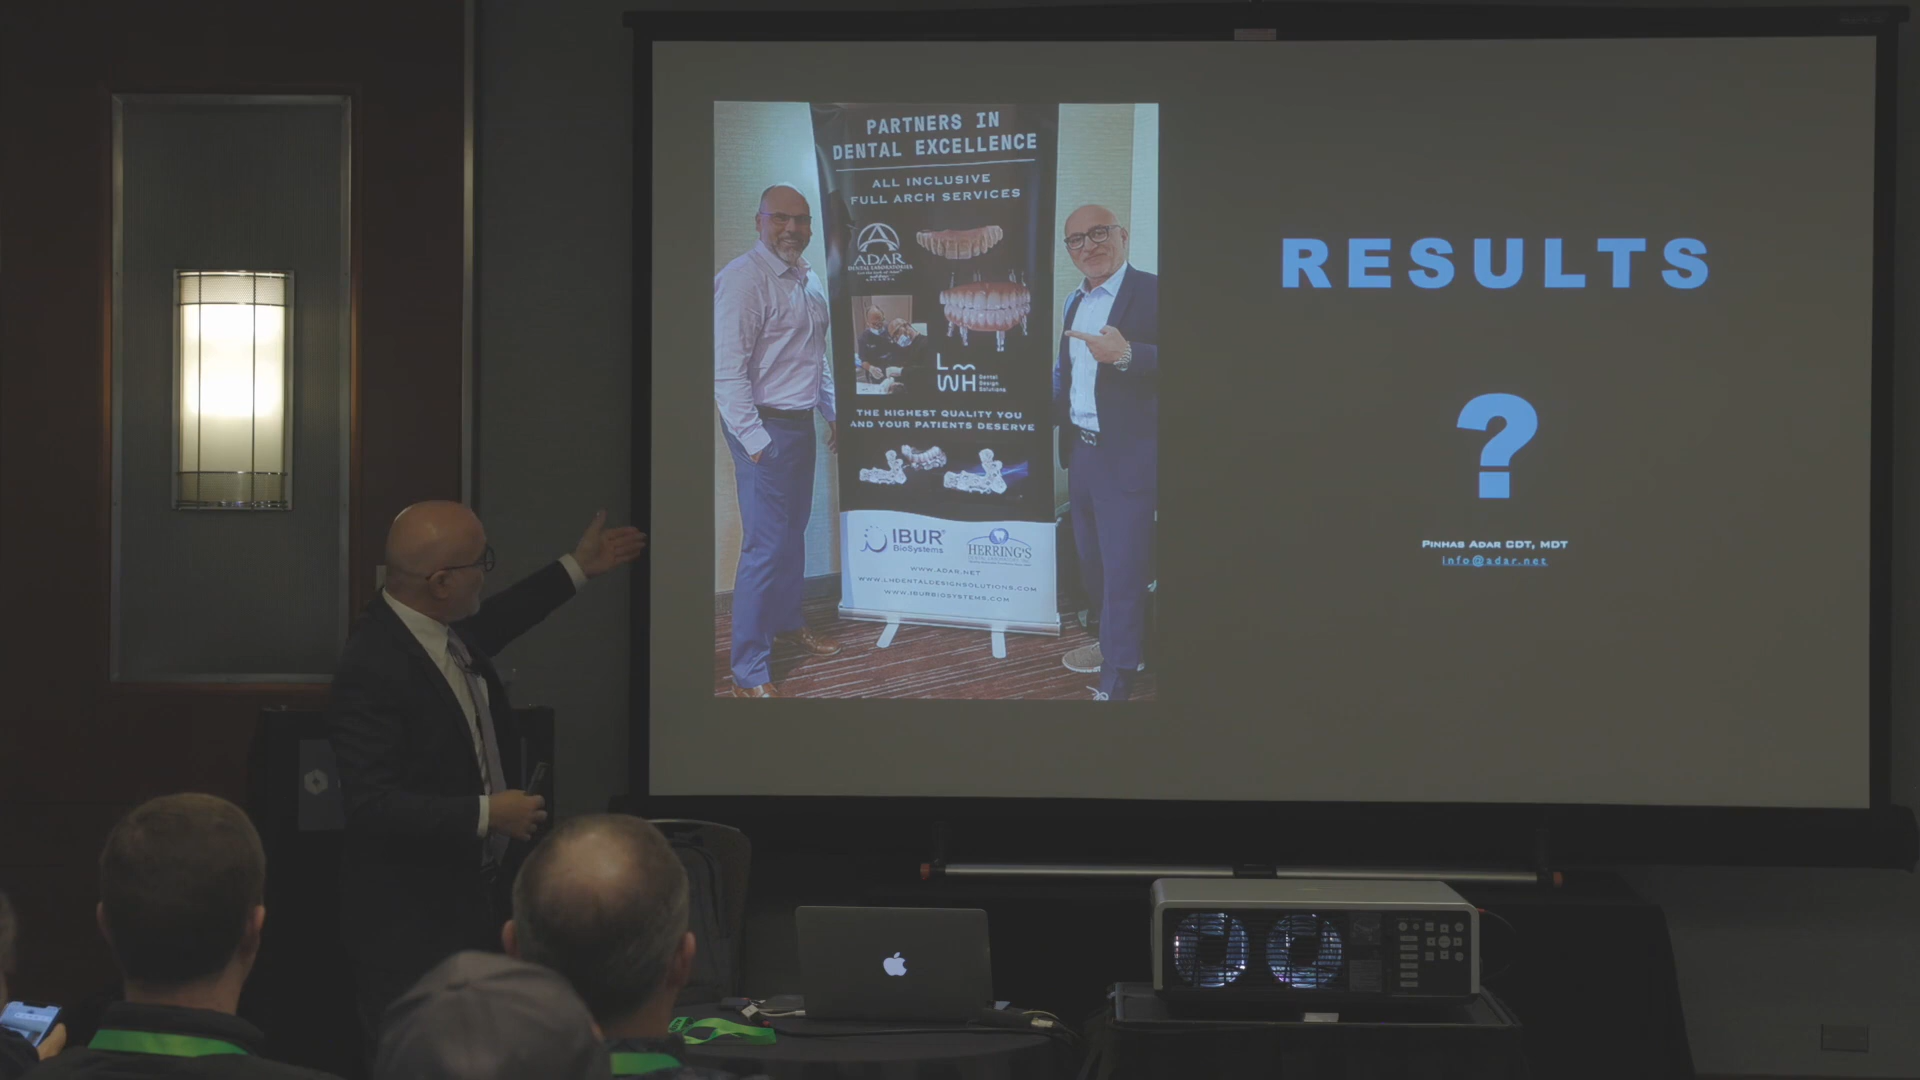 PARTNERS IN
DENTAL EXCELLENCE
ALL INCLUSIVE
FULL ARCH SERVICES
ADAR
DENTAL LABORATORIES
L
WH
Dental
Design
Solutions
THE HIGHEST QUALITY YOU
AND YOUR PATIENTS DESERVE
IBUR
BioSystems
HERRING'S
WWW.ADAR.NET
WWW.LHDENTALDESIGNSOLUTIONS.COM
WWW.IBURBIOSYSTEMS.COM
RESULTS
?
PINHAS ADAR CDT, MDT
info@adar.net